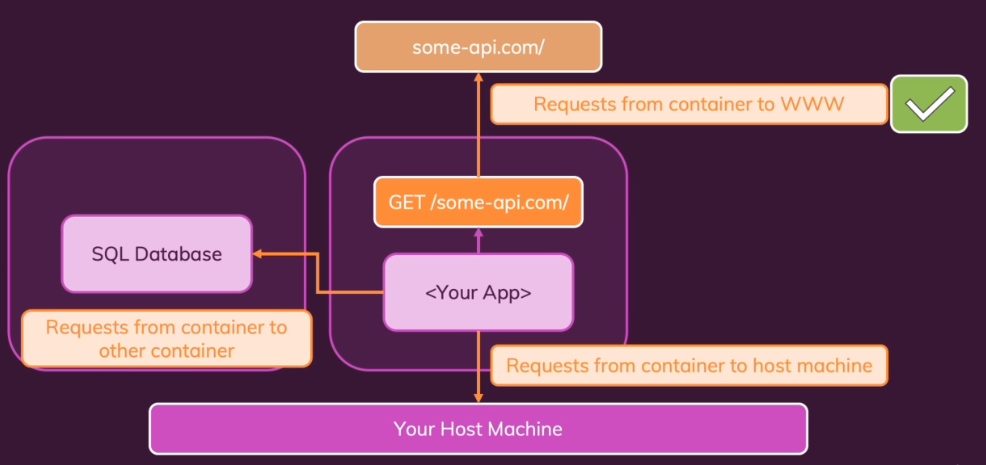 some-api.com/
Requests from container to WWW
GET /some-api.com/
SQL Database
<Your App>
Requests from container to
other container
Requests from container to host machine
Your Host Machine